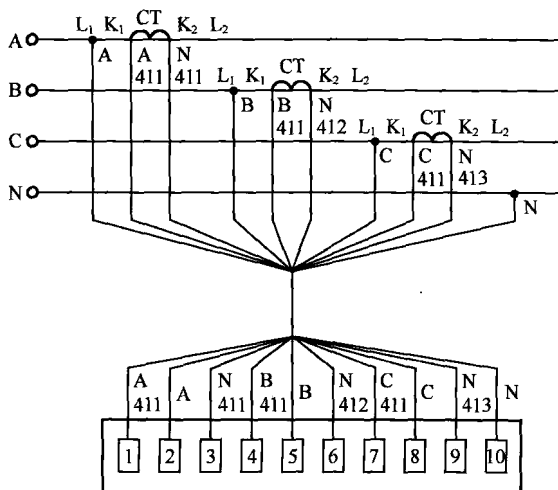 L₁ K₁ CT K₂ L₂
A
A A N
411 411
L₁ K₁ CT K₂ L₂
B
B B N
411 412
L₁ K₁ CT K₂ L₂
C
C C N
411 413
N
N
A A N B B N C C N N
411 411 411 412 411 413
1 2 3 4 5 6 7 8 9 10